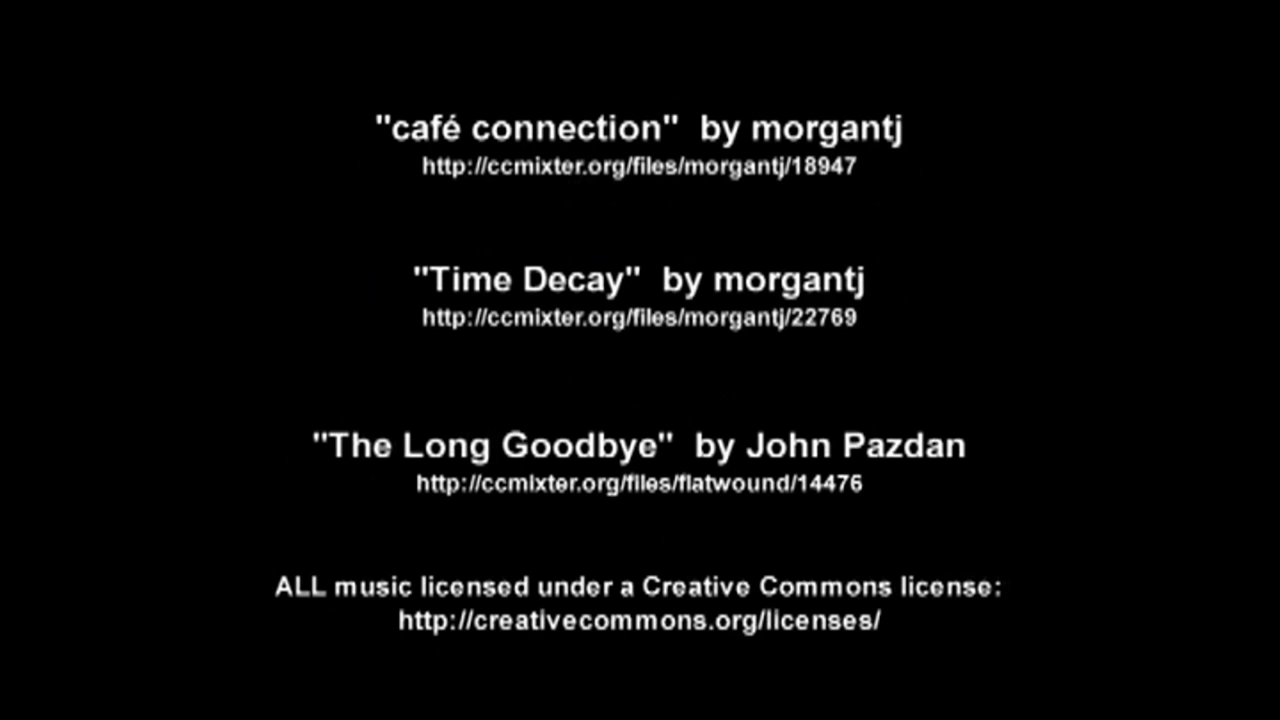 "café connection"  by morgantj
http://ccmixter.org/files/morgantj/18947
"Time Decay"  by morgantj
http://ccmixter.org/files/morgantj/22769
"The Long Goodbye"  by John Pazdan
http://ccmixter.org/files/flatwound/14476
ALL music licensed under a Creative Commons license:
http://creativecommons.org/licenses/